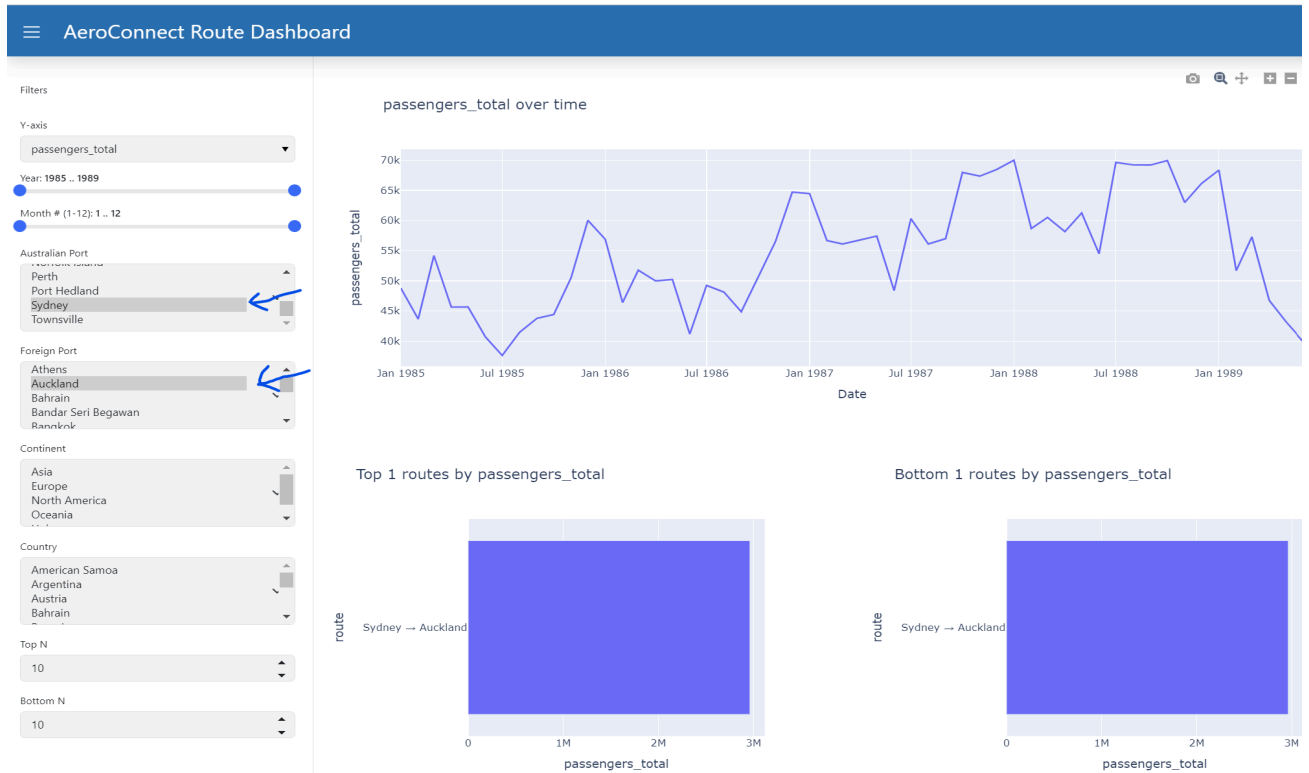 AeroConnect Route Dashboard
Filters
Y-axis
passengers_total
Year: 1985 .. 1989
Month # (1-12): 1 .. 12
Australian Port
Norfolk Island
Perth
Port Hedland
Sydney
Townsville
Foreign Port
Athens
Auckland
Bahrain
Bandar Seri Begawan
Bangkok
Continent
Asia
Europe
North America
Oceania
Country
American Samoa
Argentina
Austria
Bahrain
Top N
10
Bottom N
10
passengers_total over time
passengers_total
70k
65k
60k
55k
50k
45k
40k
Jan 1985 Jul 1985 Jan 1986 Jul 1986 Jan 1987 Jul 1987 Jan 1988 Jul 1988 Jan 1989
Date
Top 1 routes by passengers_total
route
Sydney → Auckland
0 1M 2M 3M
passengers_total
Bottom 1 routes by passengers_total
route
Sydney → Auckland
0 1M 2M 3M
passengers_total